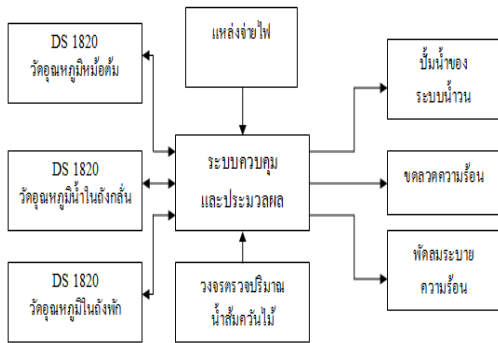 DS 1820
วัดอุณหภูมิหม้อต้ม
แหล่งจ่ายไฟ
ปั้มน้ำของ
ระบบน้ำวน
DS 1820
วัดอุณหภูมิน้ำในถังกลั่น
ระบบควบคุม
และประมวลผล
ขดลวดความร้อน
DS 1820
วัดอุณหภูมิในถังพัก
วงจรตรวจปริมาณ
น้ำส้มควันไม้
พัดลมระบาย
ความร้อน